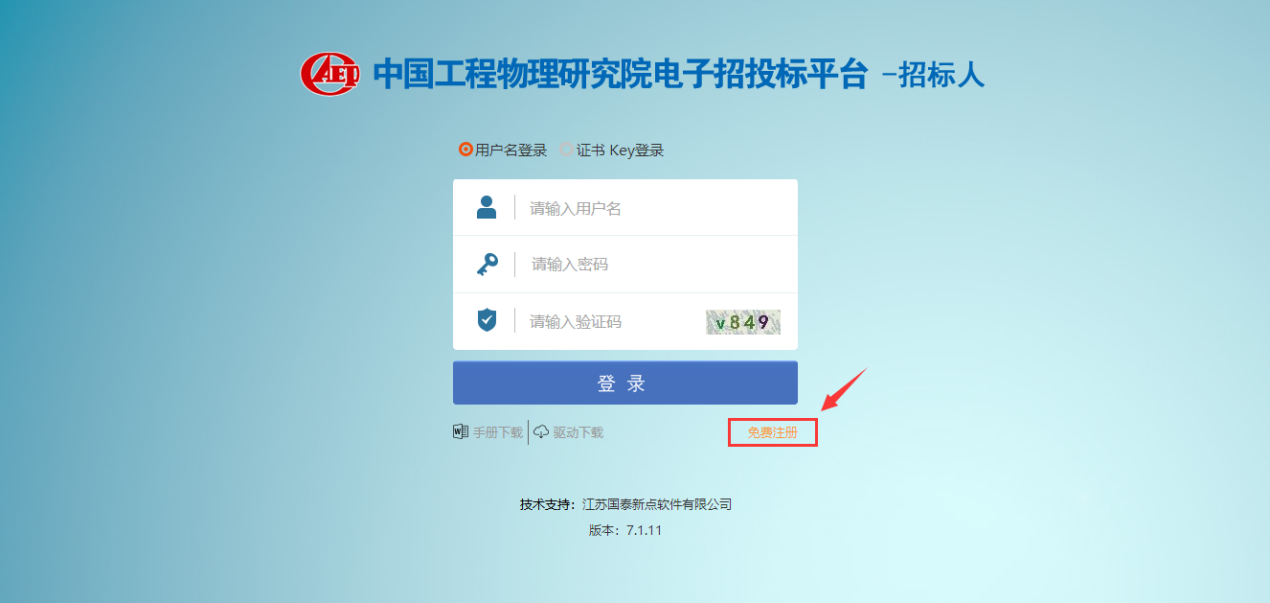 CAEP 中国工程物理研究院电子招投标平台 -招标人
用户名登录 证书 Key登录
请输入用户名
请输入密码
请输入验证码 v849
登 录
手册下载 驱动下载 免费注册
技术支持：江苏国泰新点软件有限公司
版本：7.1.11